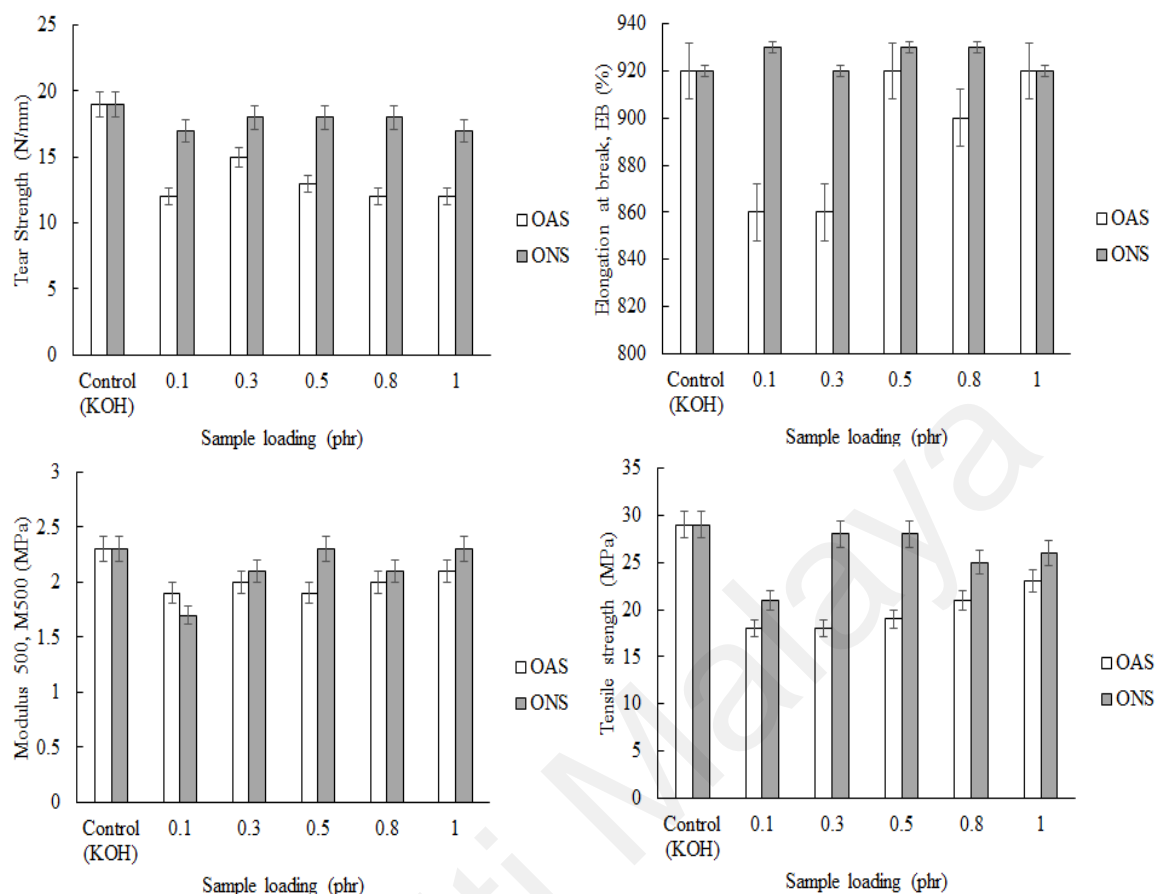 Tear Strength (N/mm)
25
20
15
10
5
0
Control
(KOH)
0.1
0.3
0.5
0.8
1
Sample loading (phr)
OAS
ONS
Elongation at break, EB (%)
940
920
900
880
860
840
820
800
Control
(KOH)
0.1
0.3
0.5
0.8
1
Sample loading (phr)
OAS
ONS
Modulus 500, M500 (MPa)
3
2.5
2
1.5
1
0.5
0
Control
(KOH)
0.1
0.3
0.5
0.8
1
Sample loading (phr)
OAS
ONS
Tensile strength (MPa)
35
30
25
20
15
10
5
0
Control
(KOH)
0.1
0.3
0.5
0.8
1
Sample loading (phr)
OAS
ONS
ti Malaya